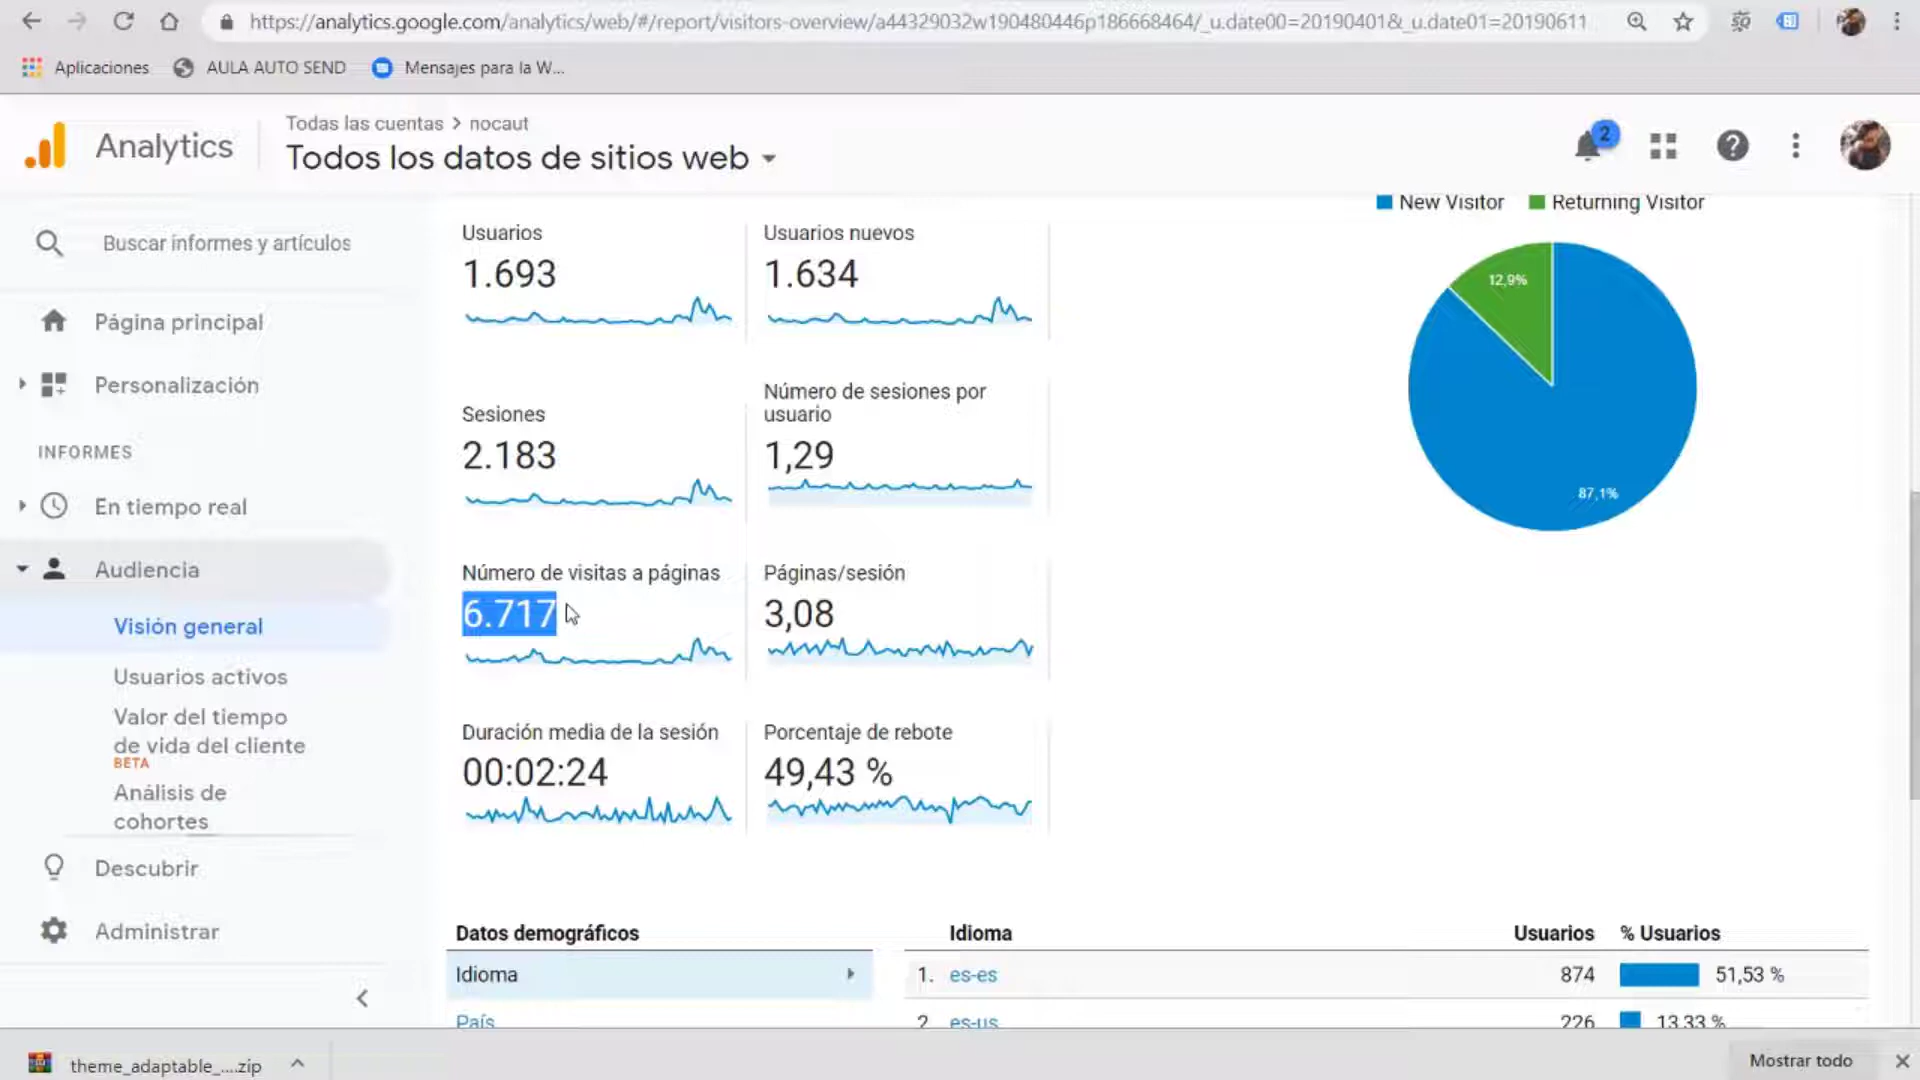 https://analytics.google.com/analytics/web/#/report/visitors-overview/a44329032w190480446p186668464/_u.date00=20190401&_u.date01=20190611
Aplicaciones
AULA AUTO SEND
Mensajes para la W...
Analytics
Todas las cuentas > nocaut
Todos los datos de sitios web
2
Buscar informes y artículos
Página principal
Personalización
INFORMES
En tiempo real
Audiencia
Visión general
Usuarios activos
Valor del tiempo
de vida del cliente
BETA
Análisis de
cohortes
Descubrir
Administrar
New Visitor
Returning Visitor
Usuarios
1.693
Usuarios nuevos
1.634
12,9%
87,1%
Sesiones
2.183
Número de sesiones por
usuario
1,29
Número de visitas a páginas
6.717
Páginas/sesión
3,08
Duración media de la sesión
00:02:24
Porcentaje de rebote
49,43 %
Datos demográficos
Idioma
País
Idioma Usuarios % Usuarios
1. es-es 874 51,53 %
2. es-us 226 13,33 %
theme_adaptable_....zip
Mostrar todo